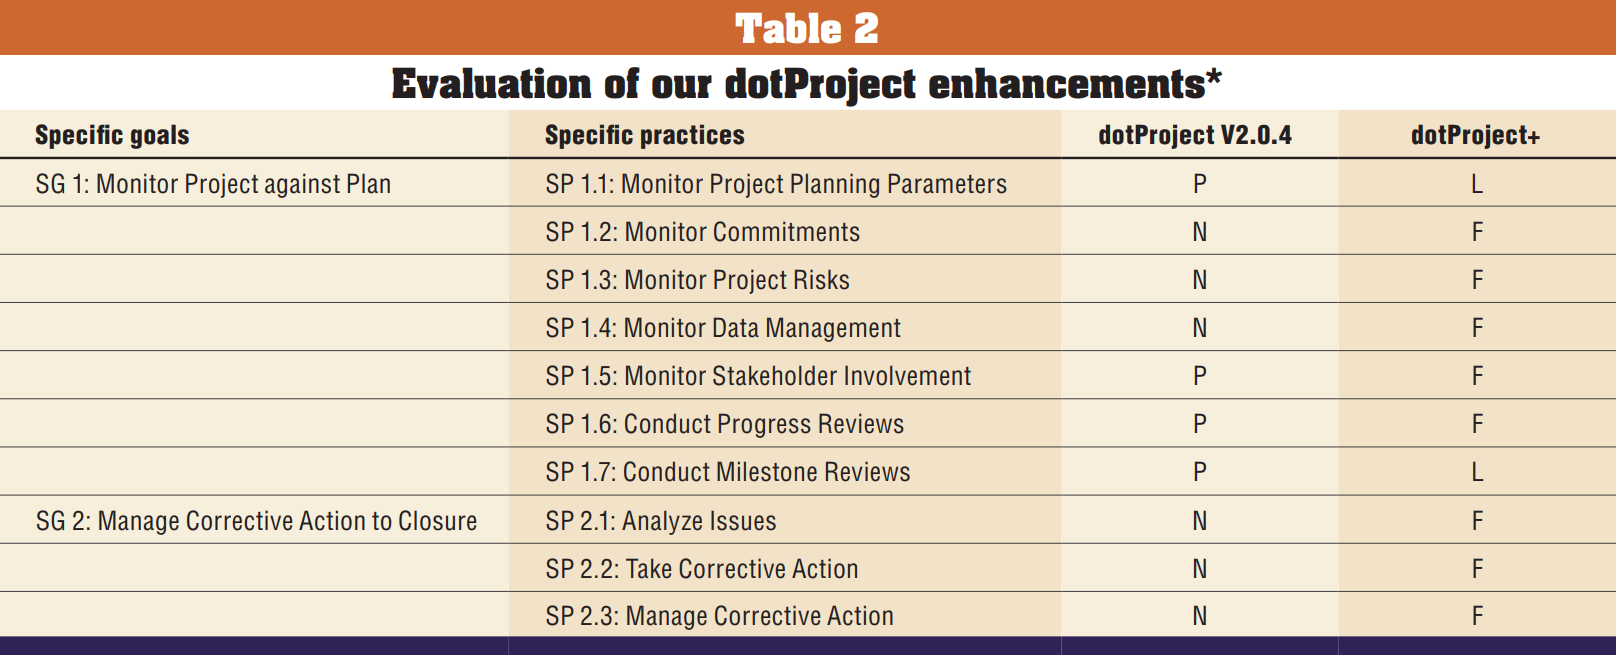 Table 2
Evaluation of our dotProject enhancements*
Specific goals Specific practices dotProject V2.0.4 dotProject+
SG 1: Monitor Project against Plan SP 1.1: Monitor Project Planning Parameters P L
SP 1.2: Monitor Commitments N F
SP 1.3: Monitor Project Risks N F
SP 1.4: Monitor Data Management N F
SP 1.5: Monitor Stakeholder Involvement P F
SP 1.6: Conduct Progress Reviews P F
SP 1.7: Conduct Milestone Reviews P L
SG 2: Manage Corrective Action to Closure SP 2.1: Analyze Issues N F
SP 2.2: Take Corrective Action N F
SP 2.3: Manage Corrective Action N F